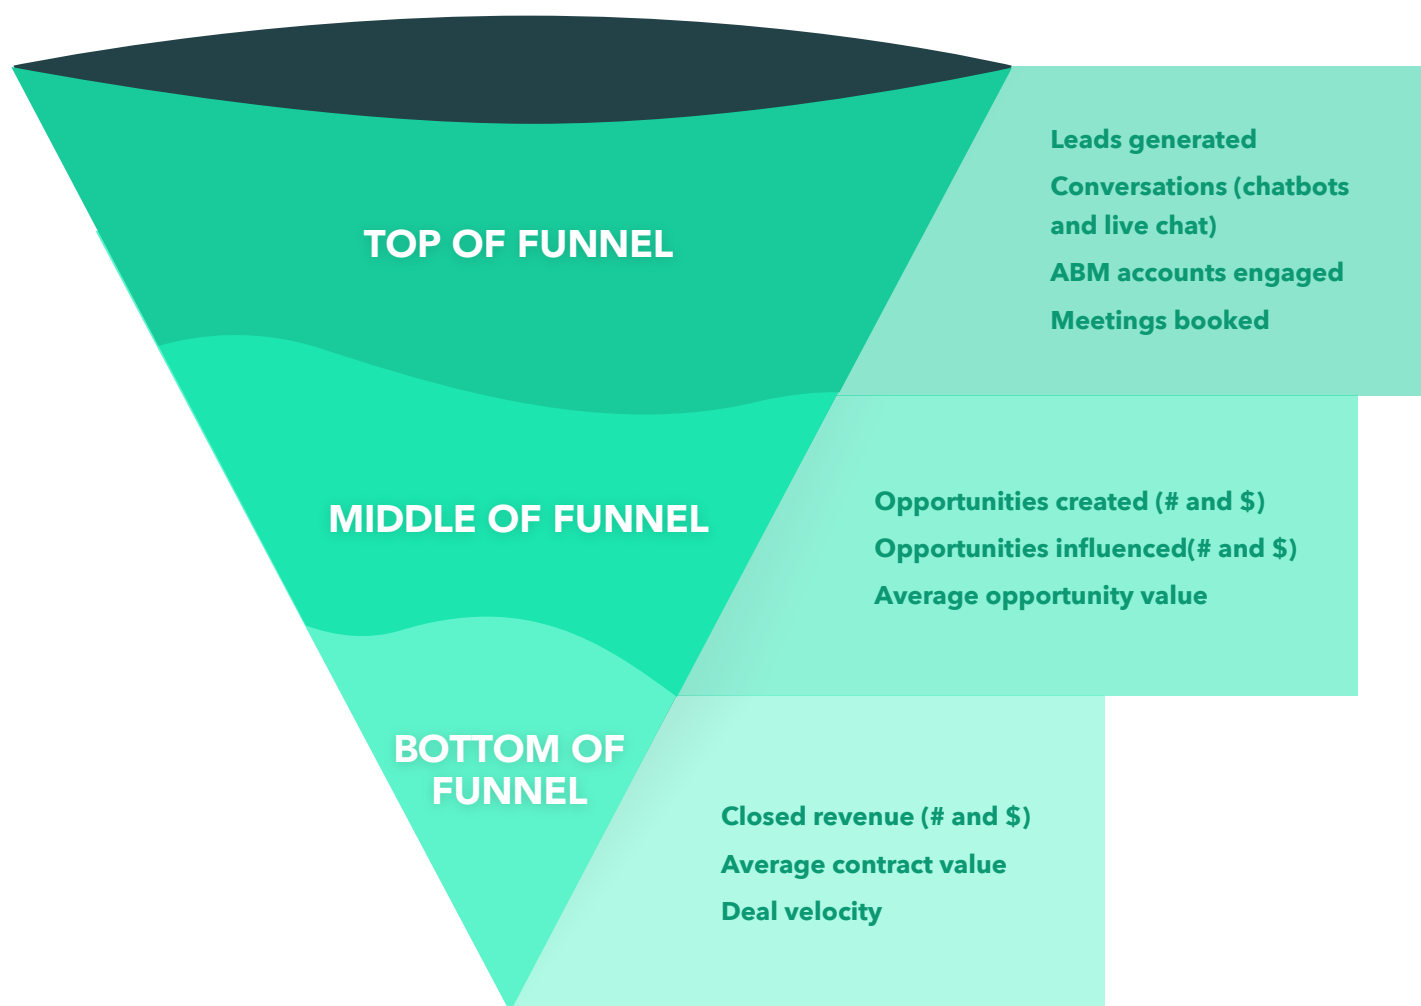 TOP OF FUNNEL
Leads generated
Conversations (chatbots
and live chat)
ABM accounts engaged
Meetings booked
MIDDLE OF FUNNEL
Opportunities created (# and $)
Opportunities influenced(# and $)
Average opportunity value
BOTTOM OF
FUNNEL
Closed revenue (# and $)
Average contract value
Deal velocity